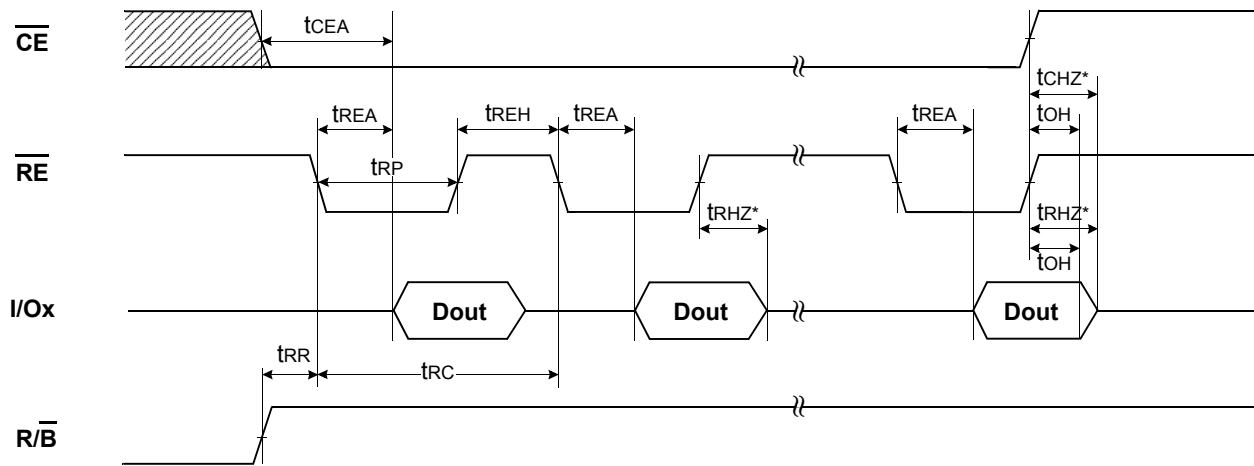 CE
tCEA
tCHZ*
tREA
tREH
tREA
tREA
tOH
RE
tRP
tRHZ*
tRHZ*
tOH
I/Ox
Dout
Dout
Dout
tRR
tRC
R/B